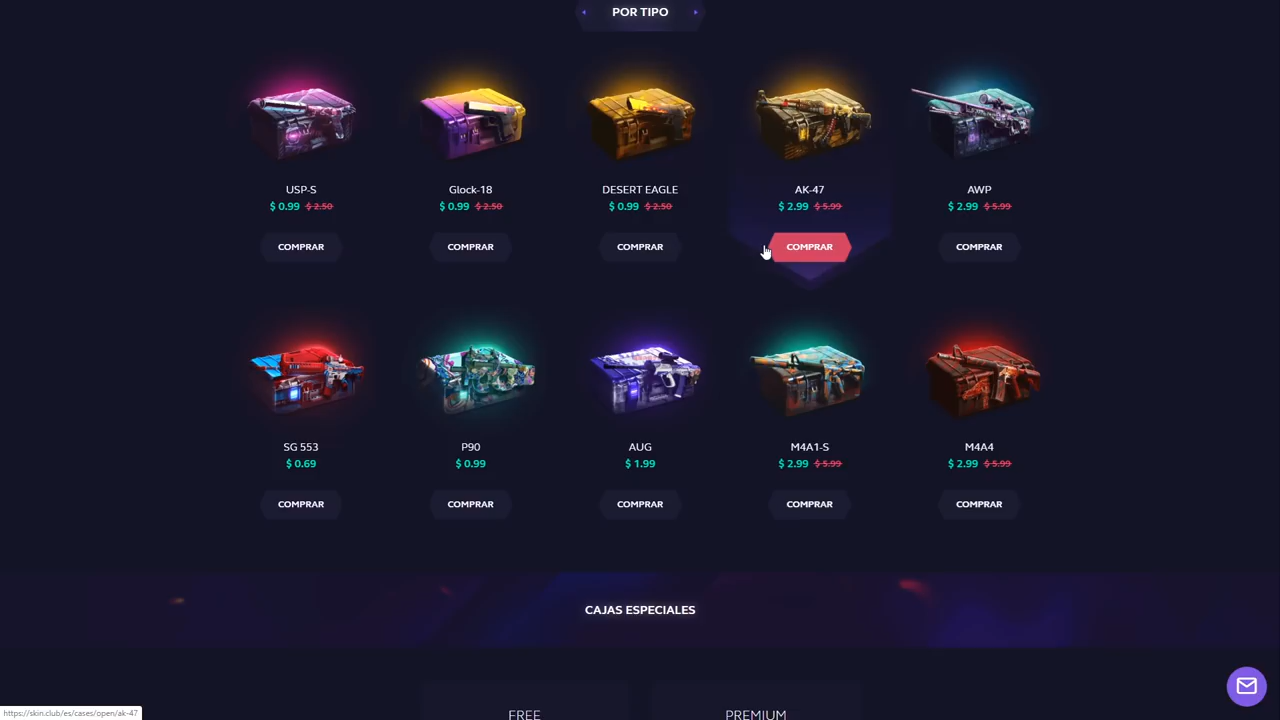 POR TIPO
USP-S
$ 0.99 $ 2.50
COMPRAR
Glock-18
$ 0.99 $ 2.50
COMPRAR
DESERT EAGLE
$ 0.99 $ 2.50
COMPRAR
AK-47
$ 2.99 $ 5.99
COMPRAR
AWP
$ 2.99 $ 5.99
COMPRAR
SG 553
$ 0.69
COMPRAR
P90
$ 0.99
COMPRAR
AUG
$ 1.99
COMPRAR
M4A1-S
$ 2.99 $ 5.99
COMPRAR
M4A4
$ 2.99 $ 5.99
COMPRAR
CAJAS ESPECIALES
FREE
PREMIUM
https://skin.club/es/cases/open/ak-47